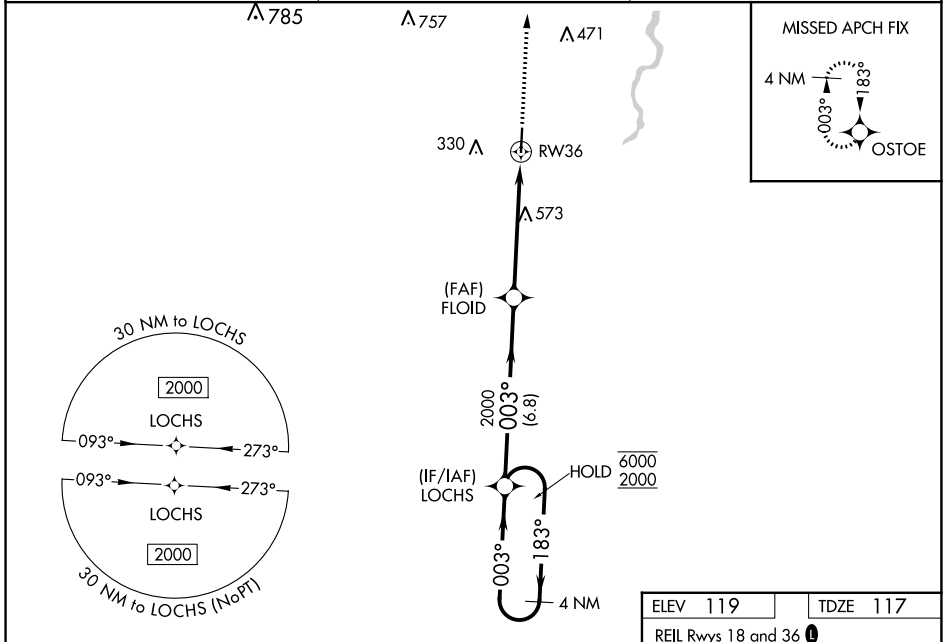 785
757
471
MISSED APCH FIX
4 NM
003°
183°
OSTOE
330
RW36
573
(FAF)
FLOID
30 NM to LOCHS
2000
LOCHS
093°
273°
093°
273°
LOCHS
2000
30 NM to LOCHS (NoPT)
2000
003°
(6.8)
(IF/IAF)
LOCHS
HOLD
6000
2000
003°
183°
4 NM
ELEV 119
TDZE 117
REIL Rwys 18 and 36 L